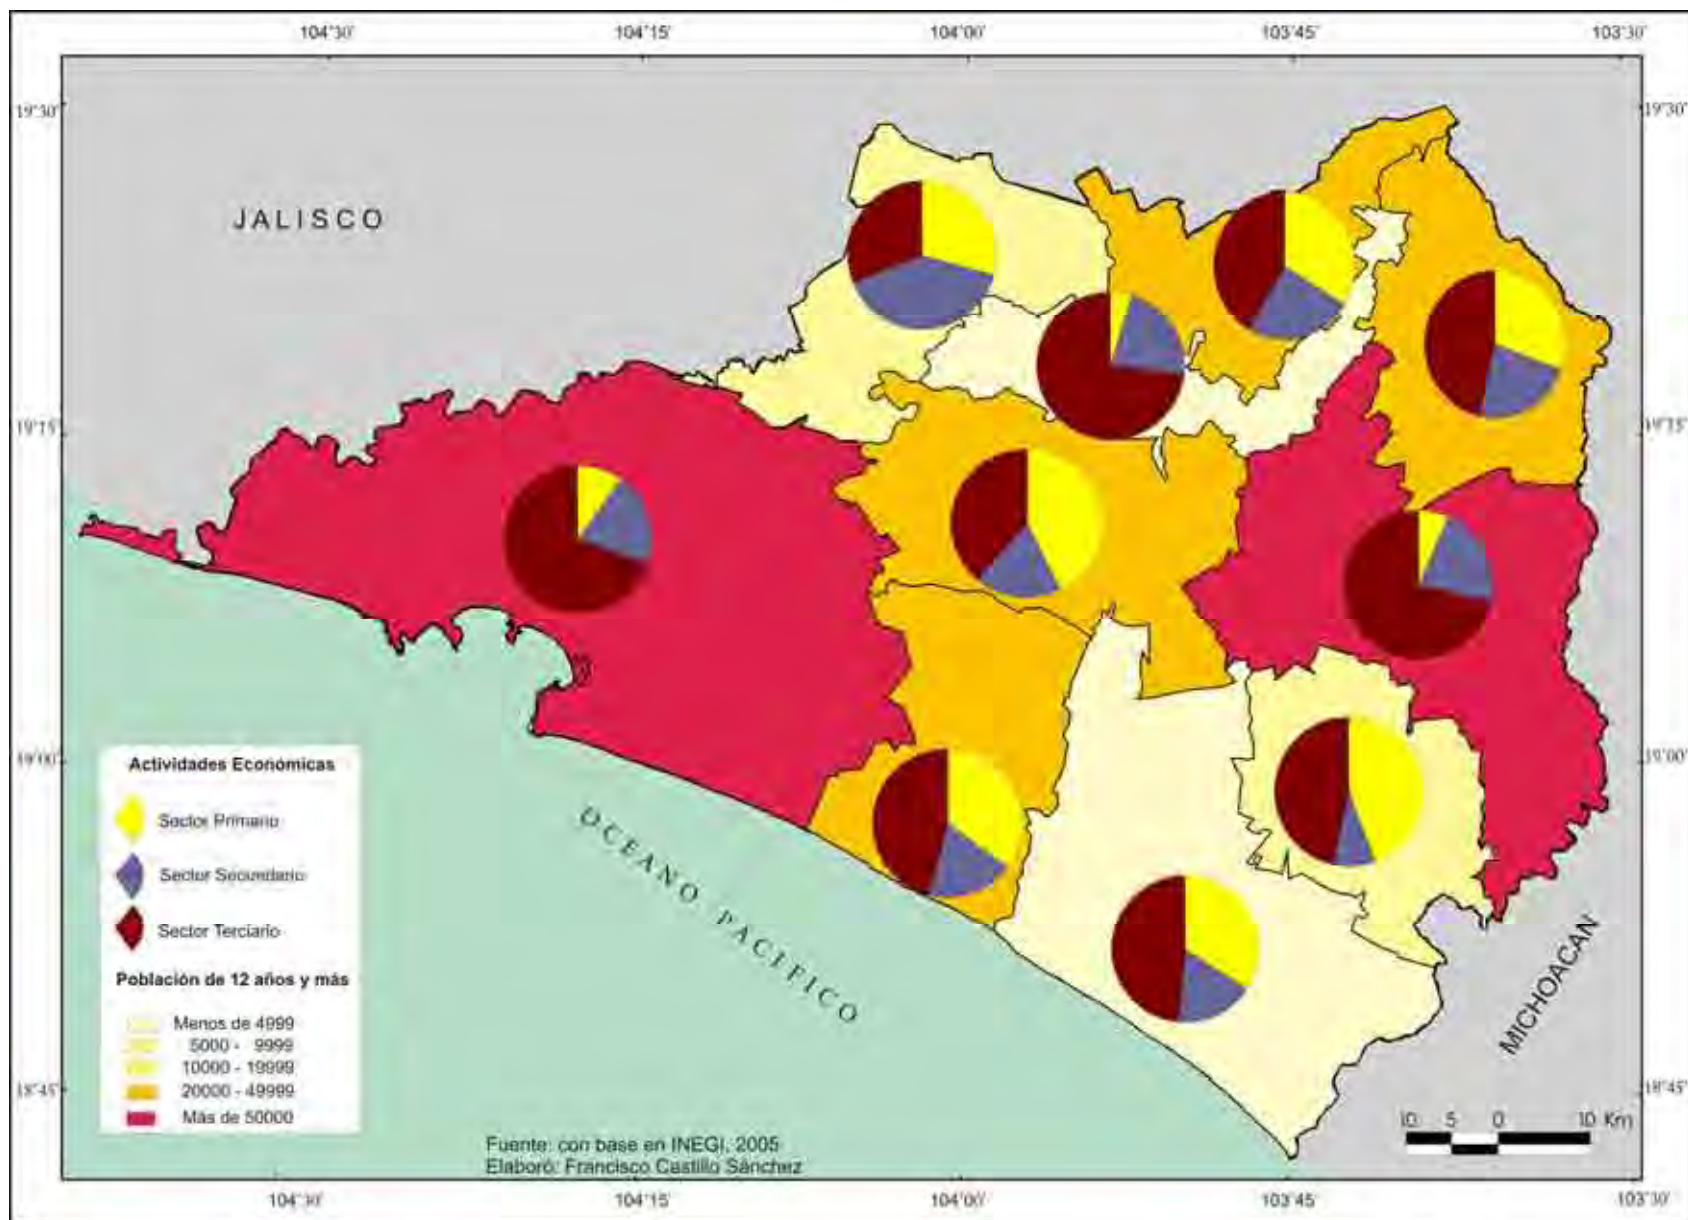 104°30' 104°15' 104°00' 103°45' 103°30'
19°30' 19°30'
JALISCO
19°15' 19°15'
19°00' 19°00'
Actividades Económicas
Sector Primario
Sector Secundario
Sector Terciario
OCEANO PACIFICO
MICHOACAN
Población de 12 años y más
Menos de 4999
5000 - 9999
10000 - 19999
20000 - 49999
Más de 50000
18°45' 18°45'
10 5 0 10 Km
Fuente: con base en INEGI, 2005
Elaboró: Francisco Castillo Sánchez
104°30' 104°15' 104°00' 103°45' 103°30'